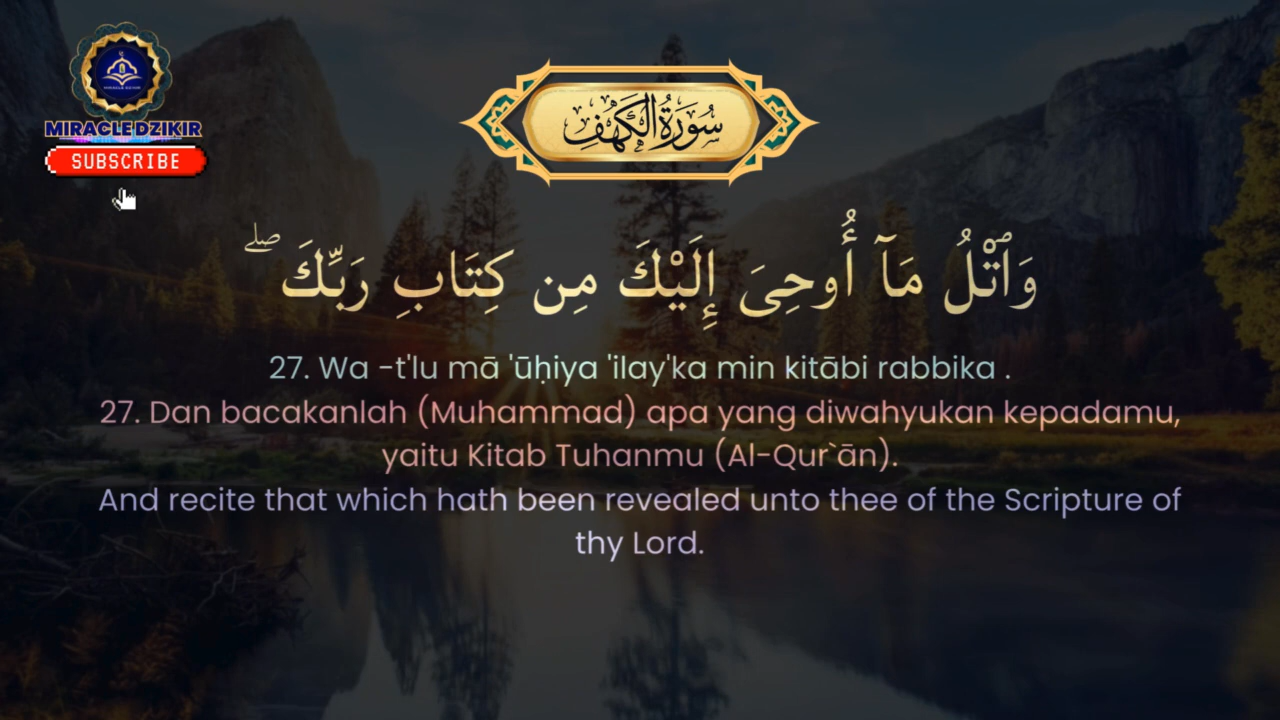 MIRACLE DZIKIR
MIRACLE DZIKIR
SUBSCRIBE
سُورَةُ الكَهْفِ
وَٱتْلُ مَآ أُوحِىَ إِلَيْكَ مِن كِتَابِ رَبِّكَ ۖ
27. Wa -t'lu mā 'ūḥiya 'ilay'ka min kitābi rabbika .
27. Dan bacakanlah (Muhammad) apa yang diwahyukan kepadamu,
yaitu Kitab Tuhanmu (Al-Qur`ān).
And recite that which hath been revealed unto thee of the Scripture of
thy Lord.